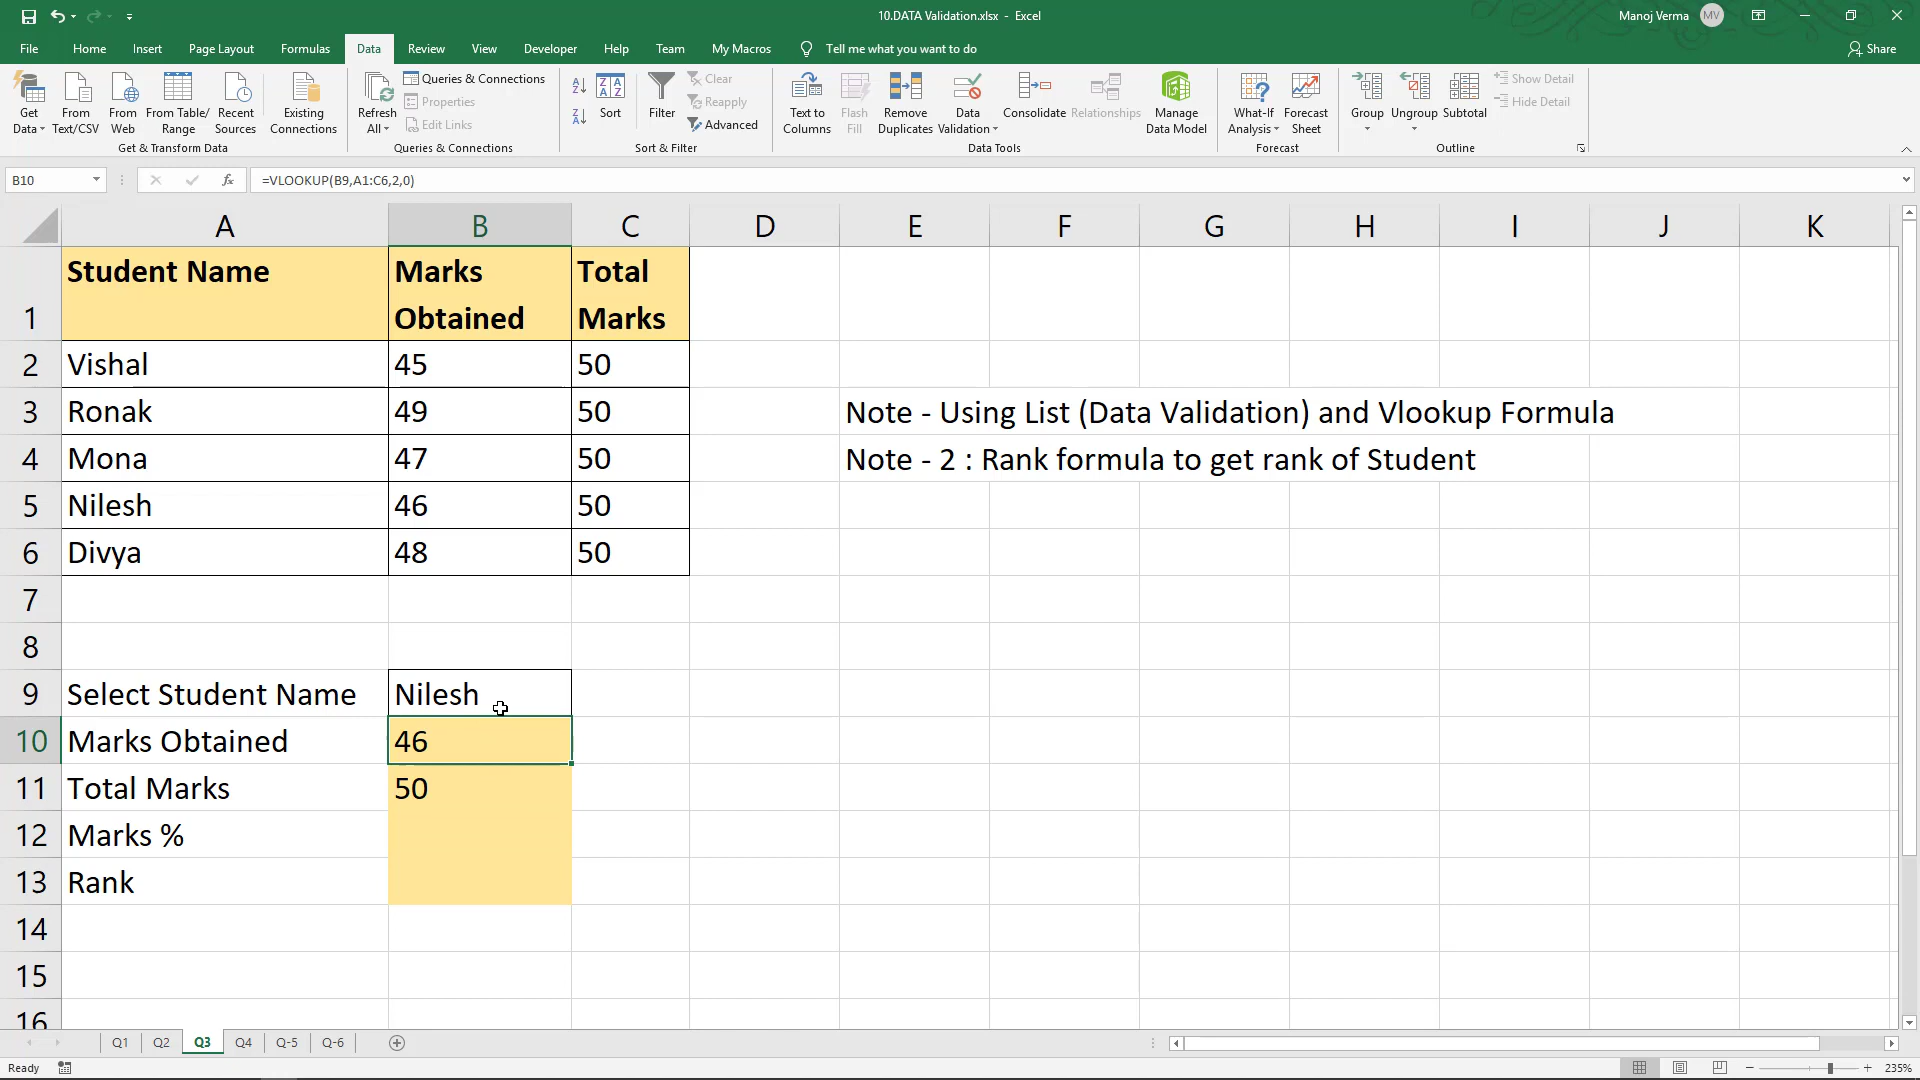 10.DATA Validation.xlsx - Excel
Manoj Verma MV
File Home Insert Page Layout Formulas Data Review View Developer Help Team My Macros Tell me what you want to do Share
Get Data
From Text/CSV
From Web
From Table/ Range
Recent Sources
Existing Connections
Get & Transform Data
Refresh All
Queries & Connections
Properties
Edit Links
Queries & Connections
Sort
Filter
Clear
Reapply
Advanced
Sort & Filter
Text to Columns
Flash Fill
Remove Duplicates
Data Validation
Consolidate
Relationships
Manage Data Model
Data Tools
What-If Analysis
Forecast Sheet
Forecast
Group
Ungroup
Subtotal
Show Detail
Hide Detail
Outline
B10 fx =VLOOKUP(B9,A1:C6,2,0)
A B C D E F G H I J K
1 Student Name Marks Obtained Total Marks
2 Vishal 45 50
3 Ronak 49 50 Note - Using List (Data Validation) and Vlookup Formula
4 Mona 47 50 Note - 2 : Rank formula to get rank of Student
5 Nilesh 46 50
6 Divya 48 50
7
8
9 Select Student Name Nilesh
10 Marks Obtained 46
11 Total Marks 50
12 Marks %
13 Rank
14
15
16
Q1 Q2 Q3 Q4 Q-5 Q-6
Ready 235%